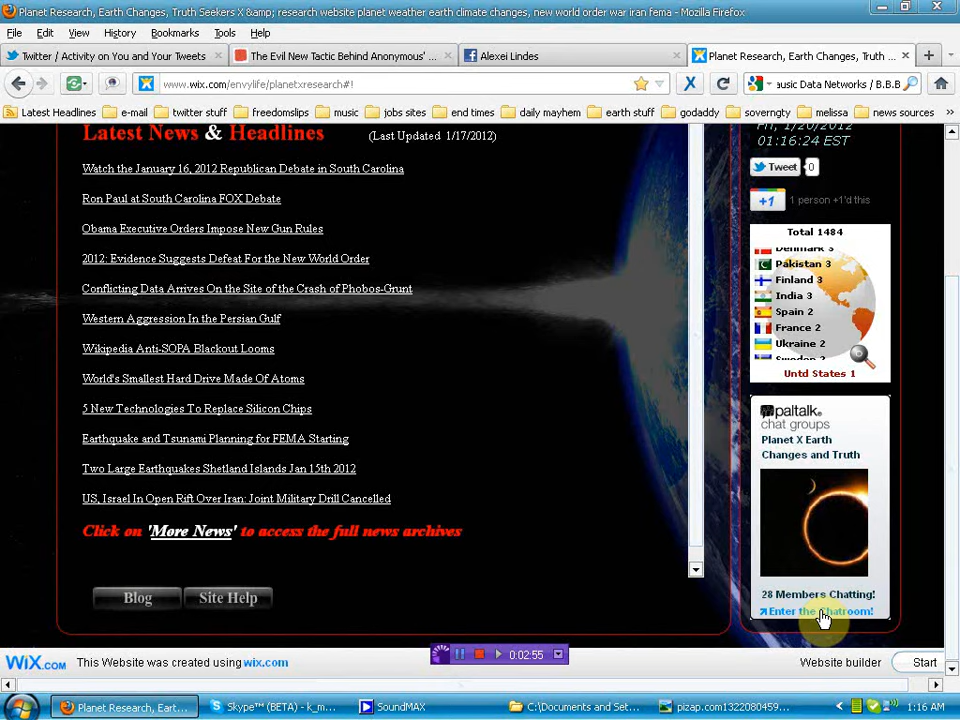 Planet Research, Earth Changes, Truth Seekers X &amp; research website planet weather earth climate changes, new world order war iran fema - Mozilla Firefox
File Edit View History Bookmarks Tools Help
Twitter / Activity on You and Your Tweets
The Evil New Tactic Behind Anonymous' ...
Alexei Lindes
Planet Research, Earth Changes, Truth ...
www.wix.com/envylife/planetxresearch#!
usic Data Networks / B.B.B
Latest Headlines e-mail twitter stuff freedomslips music jobs sites end times daily mayhem earth stuff godaddy soverngty melissa news sources
Latest News & Headlines (Last Updated 1/17/2012)
Watch the January 16, 2012 Republican Debate in South Carolina
Ron Paul at South Carolina FOX Debate
Obama Executive Orders Impose New Gun Rules
2012: Evidence Suggests Defeat For the New World Order
Conflicting Data Arrives On the Site of the Crash of Phobos-Grunt
Western Aggression In the Persian Gulf
Wikipedia Anti-SOPA Blackout Looms
World's Smallest Hard Drive Made Of Atoms
5 New Technologies To Replace Silicon Chips
Earthquake and Tsunami Planning for FEMA Starting
Two Large Earthquakes Shetland Islands Jan 15th 2012
US, Israel In Open Rift Over Iran: Joint Military Drill Cancelled
Click on 'More News' to access the full news archives
Blog
Site Help
Fri, 1/20/2012
01:16:24 EST
Tweet 0
+1 1 person +1'd this
Total 1484
Denmark 3
Pakistan 3
Finland 3
India 3
Spain 2
France 2
Ukraine 2
Sweden 2
Untd States 1
paltalk®
chat groups
Planet X Earth
Changes and Truth
28 Members Chatting!
Enter the Chatroom!
WiX.COM This Website was created using wix.com
0:02:55
Website builder Start
Planet Research, Eart...
Skype™ (BETA) - k_m...
SoundMAX
C:\Documents and Set...
pizap.com1322080459...
1:16 AM